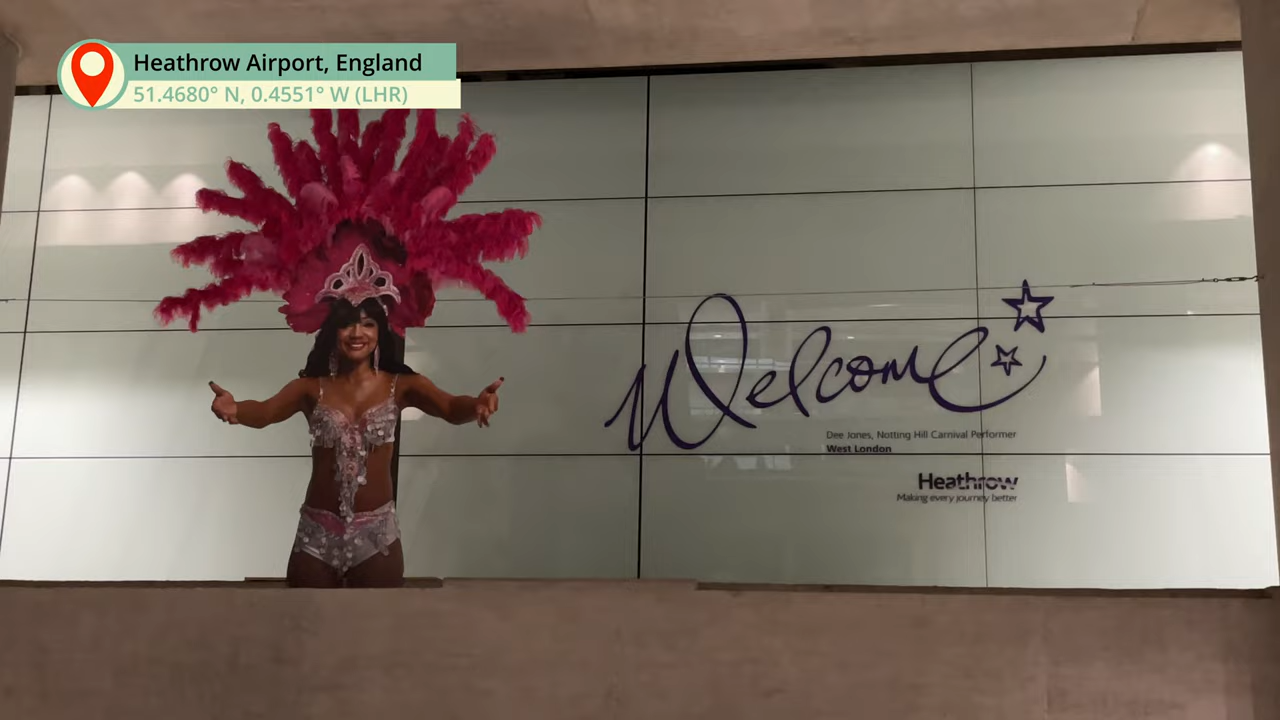 Heathrow Airport, England
51.4680° N, 0.4551° W (LHR)
Welcome
Dee Jones, Notting Hill Carnival Performer
West London
Heathrow
Making every journey better